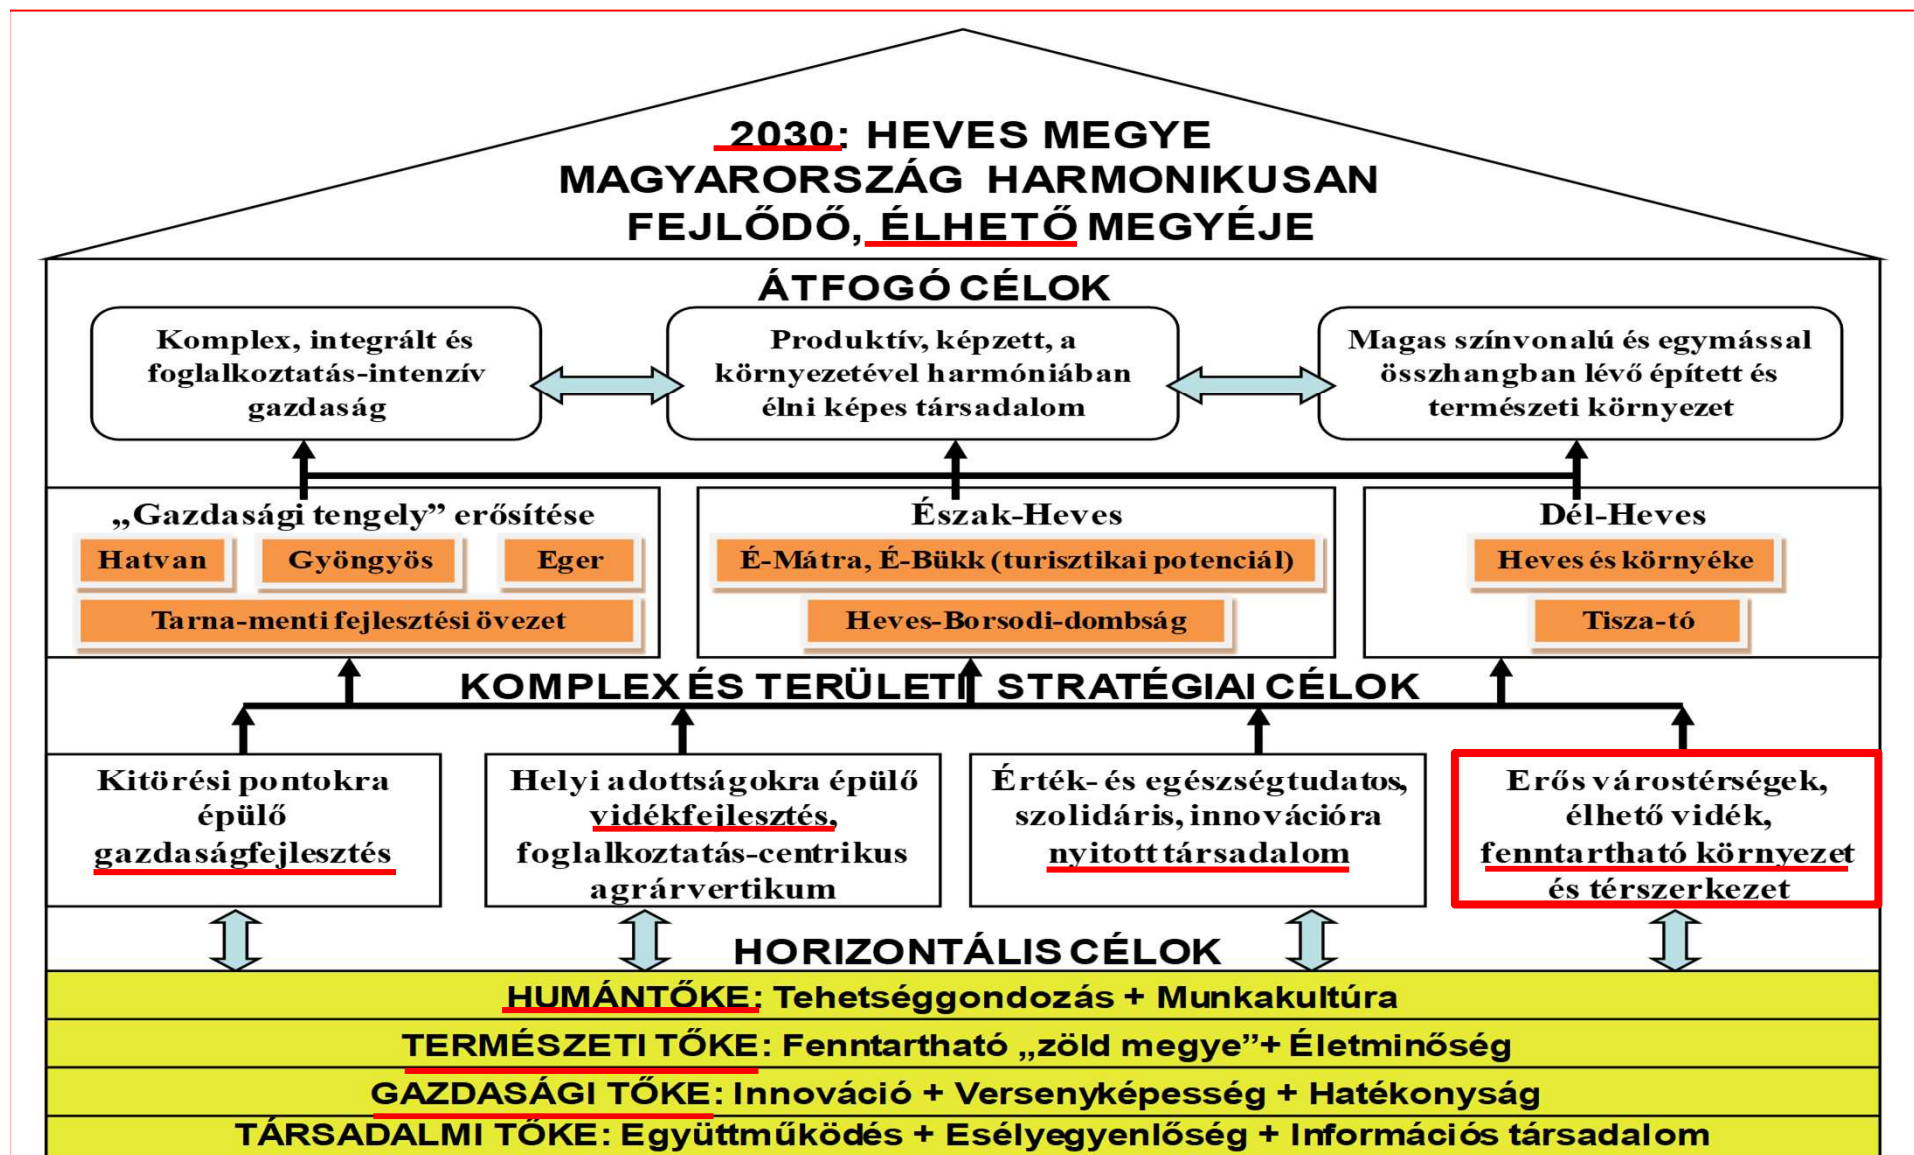 2030: HEVES MEGYE
MAGYARORSZÁG HARMONIKUSAN
FEJLŐDŐ, ÉLHETŐ MEGYÉJE
ÁTFOGÓ CÉLOK
Komplex, integrált és
foglalkoztatás-intenzív
gazdaság
Produktív, képzett, a
környezetével harmóniában
élni képes társadalom
Magas színvonalú és egymással
összhangban lévő épített és
természeti környezet
„Gazdasági tengely” erősítése
Hatvan
Gyöngyös
Eger
Tarna-menti fejlesztési övezet
Észak-Heves
É-Mátra, É-Bükk (turisztikai potenciál)
Heves-Borsodi-dombság
Dél-Heves
Heves és környéke
Tisza-tó
KOMPLEX ÉS TERÜLETI STRATÉGIAI CÉLOK
Kitörési pontokra
épülő
gazdaságfejlesztés
Helyi adottságokra épülő
vidékfejlesztés,
foglalkoztatás-centrikus
agrárvertikum
Érték- és egészségtudatos,
szolidáris, innovációra
nyitott társadalom
Erős várostérségek,
élhető vidék,
fenntartható környezet
és térszerkezet
HORIZONTÁLIS CÉLOK
HUMÁNTŐKE: Tehetséggondozás + Munkakultúra
TERMÉSZETI TŐKE: Fenntartható „zöld megye”+ Életminőség
GAZDASÁGI TŐKE: Innováció + Versenyképesség + Hatékonyság
TÁRSADALMI TŐKE: Együttműködés + Esélyegyenlőség + Információs társadalom